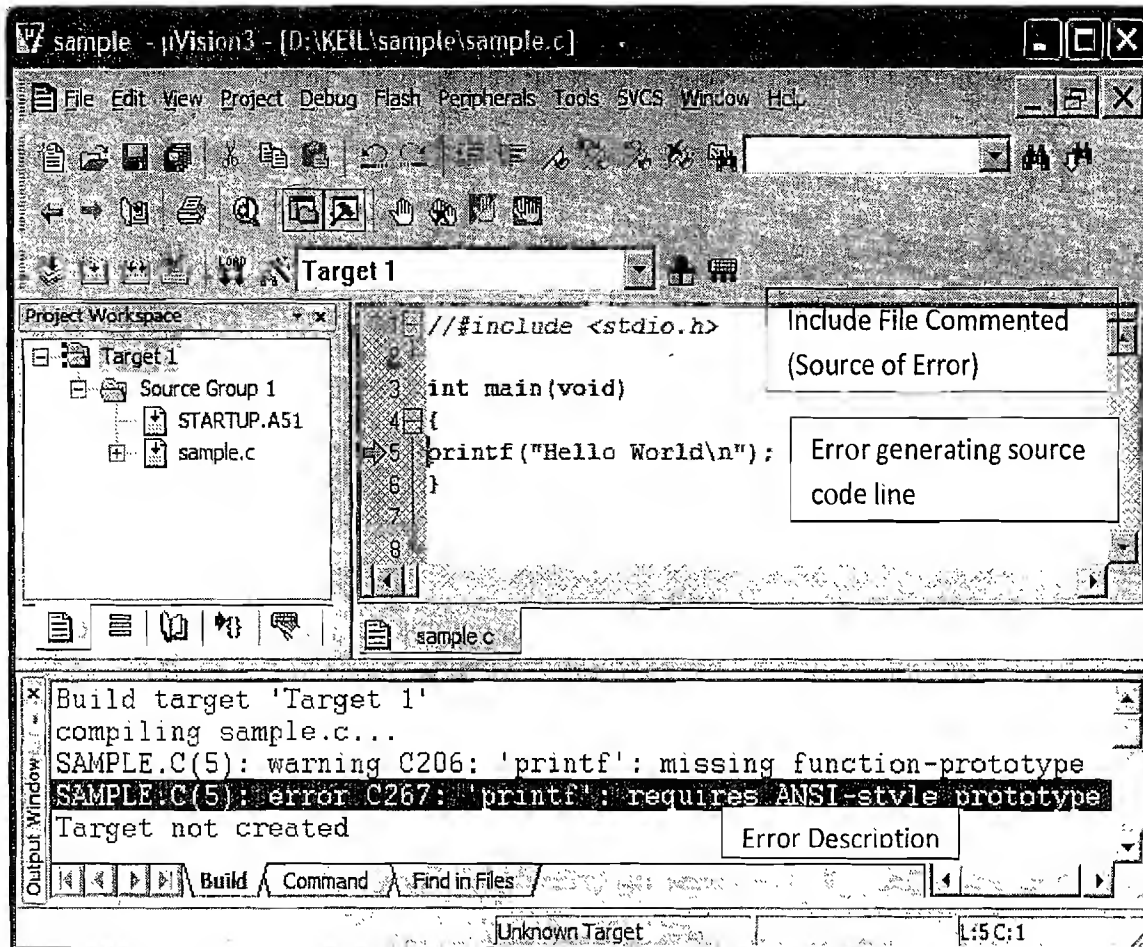 sample - µVision3 - [D:\KEIL\sample\sample.c]
File Edit View Project Debug Flash Peripherals Tools SVCS Window Help
LOAD
Target 1
Project Workspace
Target 1
Source Group 1
STARTUP.A51
sample.c
1 //#include <stdio.h>
2
3 int main(void)
4 {
5 printf("Hello World\n");
6 }
7
8
Include File Commented
(Source of Error)
Error generating source
code line
sample.c
Output Window
Build target 'Target 1'
compiling sample.c...
SAMPLE.C(5): warning C206: 'printf': missing function-prototype
SAMPLE.C(5): error C267: 'printf': requires ANSI-style prototype
Target not created
Error Description
Build Command Find in Files
Unknown Target
L:5 C:1